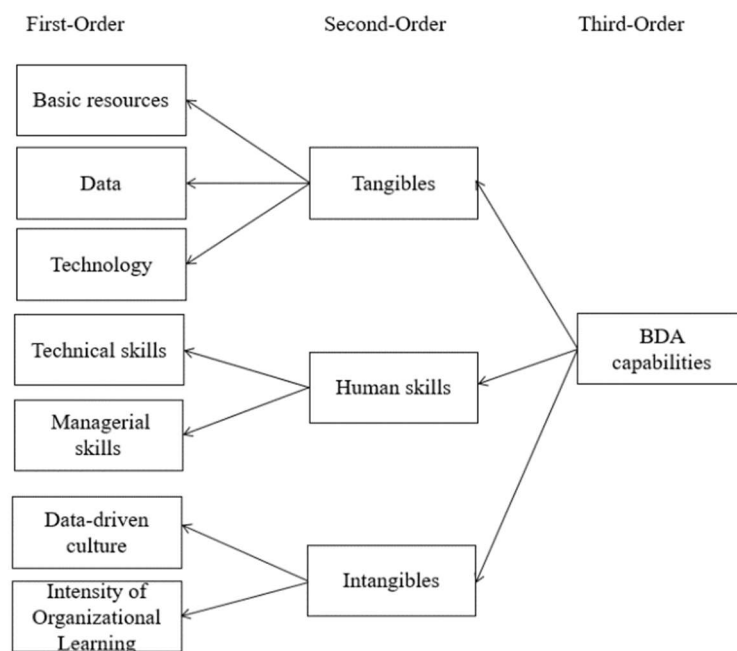 First-Order
Second-Order
Third-Order
Basic resources
Data
Technology
Technical skills
Managerial
skills
Data-driven
culture
Intensity of
Organizational
Learning
Tangibles
Human skills
Intangibles
BDA
capabilities